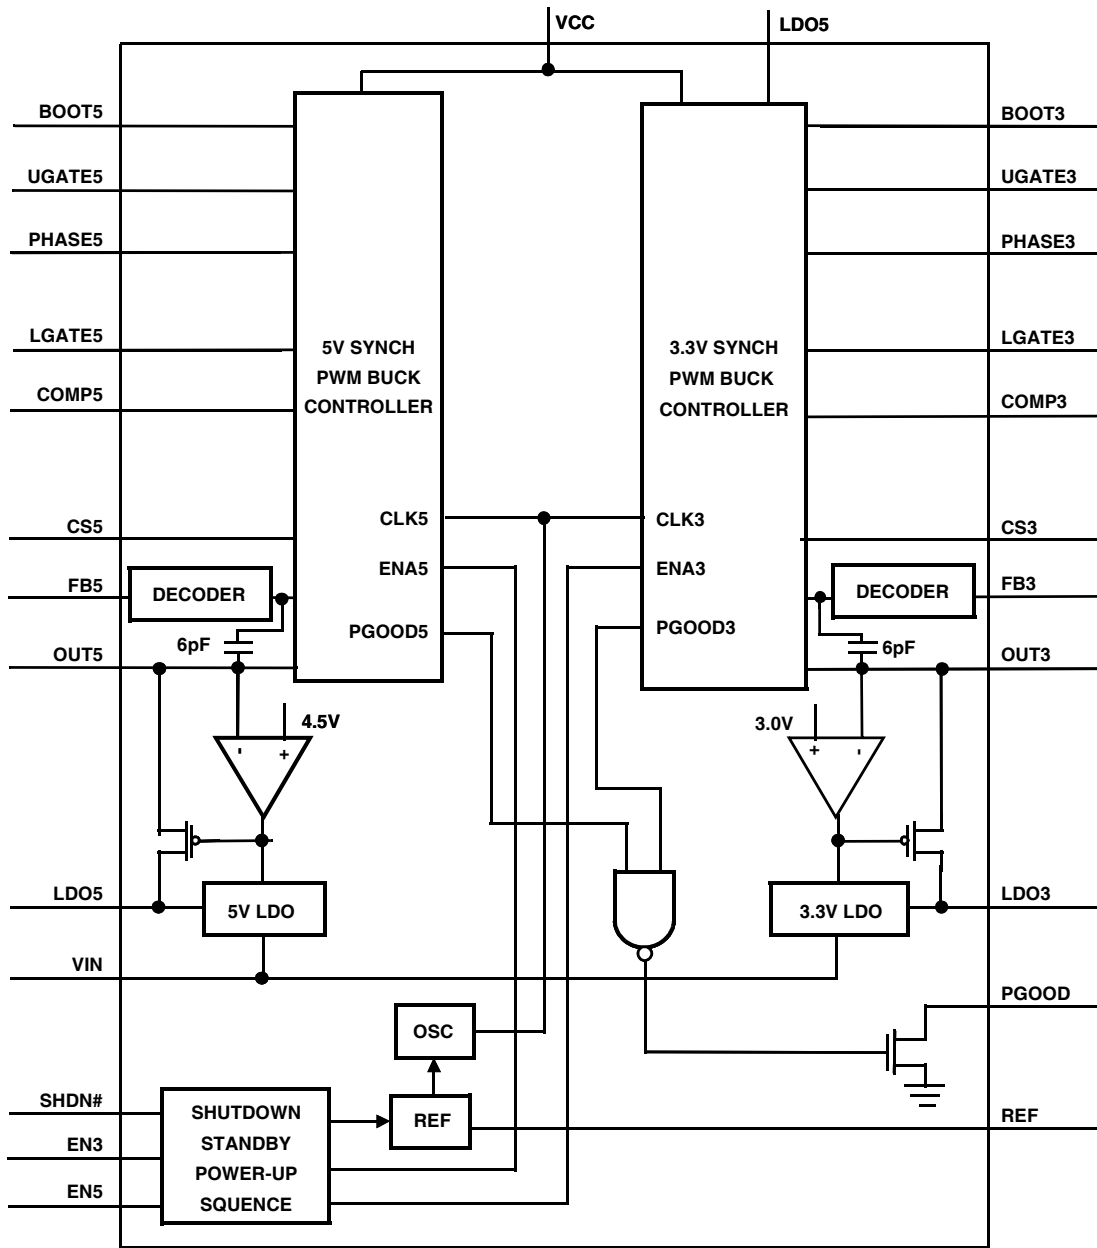 VCC
LDO5
BOOT5
BOOT3
UGATE5
UGATE3
PHASE5
PHASE3
LGATE5
LGATE3
5V SYNCH
PWM BUCK
CONTROLLER
3.3V SYNCH
PWM BUCK
CONTROLLER
COMP5
COMP3
CS5
CLK5
CLK3
CS3
ENA5
ENA3
FB5
DECODER
DECODER
FB3
PGOOD5
PGOOD3
6pF
6pF
OUT5
OUT3
4.5V
3.0V
- +
+ -
LDO5
5V LDO
3.3V LDO
LDO3
VIN
PGOOD
OSC
SHDN#
EN3
EN5
SHUTDOWN
STANDBY
POWER-UP
SQUENCE
REF
REF